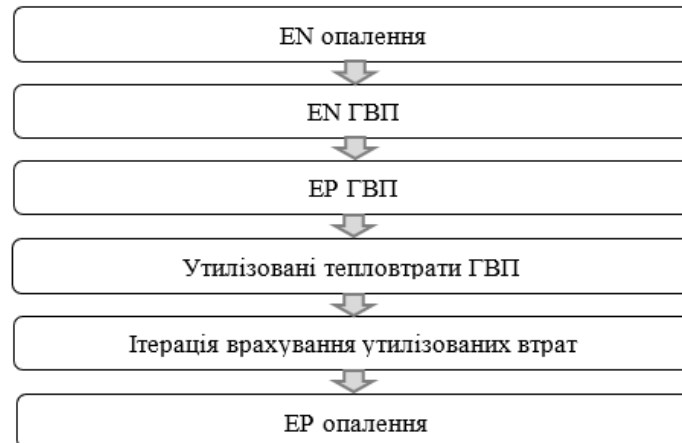 EN опалення
EN ГВП
EP ГВП
Утилізовані тепловтрати ГВП
Ітерація врахування утилізованих втрат
EP опалення